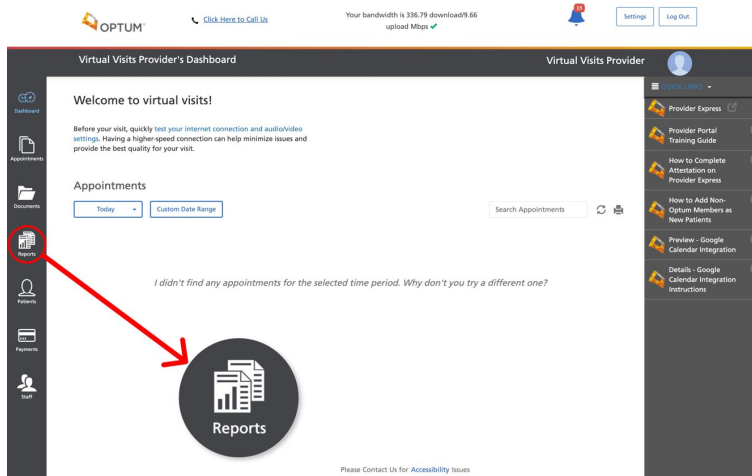 OPTUM®
Click Here to Call Us
Your bandwidth is 336.79 download/9.66
upload Mbps
15
Settings
Log Out
Virtual Visits Provider's Dashboard
Virtual Visits Provider
Dashboard
Appointments
Documents
Reports
Patients
Payments
Staff
Welcome to virtual visits!
Before your visit, quickly test your internet connection and audio/video
settings. Having a higher-speed connection can help minimize issues and
provide the best quality for your visit.
Appointments
Today
Custom Date Range
Search Appointments
I didn't find any appointments for the selected time period. Why don't you try a different one?
Reports
Please Contact Us for Accessibility Issues
QUICK LINKS
Provider Express
Provider Portal
Training Guide
How to Complete
Attestation on
Provider Express
How to Add Non-
Optum Members as
New Patients
Preview - Google
Calendar Integration
Details - Google
Calendar Integration
Instructions